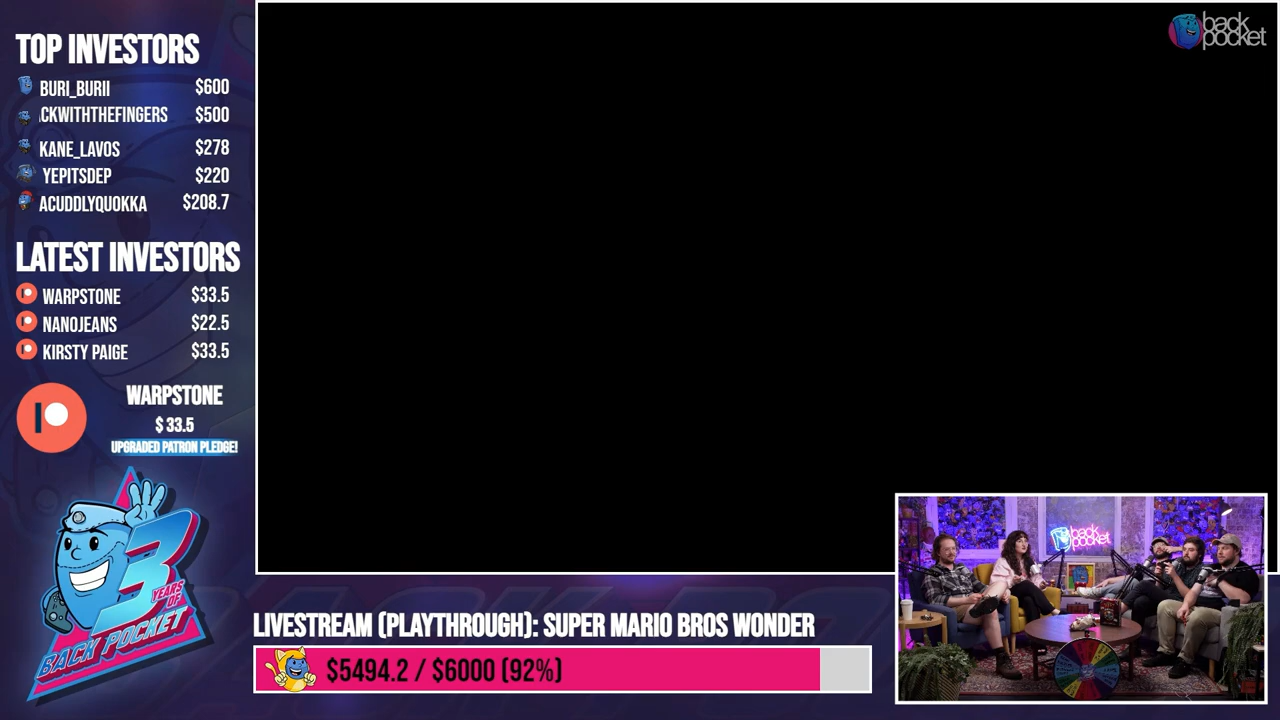 TOP INVESTORS
BURI_BURII $600
CKWITHTHEFINGERS $500
KANE_LAVOS $278
YEPITSDEP $220
ACUDDLYQUOKKA $208.7
LATEST INVESTORS
WARPSTONE $33.5
NANOJEANS $22.5
KIRSTY PAIGE $33.5
WARPSTONE
$33.5
UPGRADED PATRON PLEDGE!
3
YEARS
OF
BACK POCKET
back
pocket
back
pocket
LIVESTREAM (PLAYTHROUGH): SUPER MARIO BROS WONDER
$5494.2 / $6000 (92%)